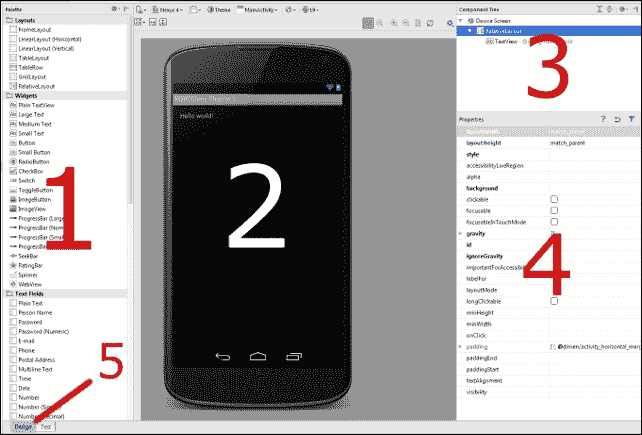 Palette
Nexus 4
Theme
MainActivity
19
Component Tree
Layouts
FrameLayout
LinearLayout (Horizontal)
LinearLayout (Vertical)
TableLayout
TableRow
GridLayout
RelativeLayout
Widgets
Plain TextView
Large Text
Medium Text
Small Text
Button
Small Button
RadioButton
CheckBox
Switch
ToggleButton
ImageButton
ImageView
ProgressBar (Large
ProgressBar (Norm
ProgressBar (Small
ProgressBar
SeekBar
RatingBar
Spinner
WebView
Text Fields
Plain Text
Person Name
Password
Password (Numeric)
E-mail
Phone
Postal Address
Multiline Text
Time
Date
Number
Number
Number
Design
Text
1
5
Hello world!
2
Device Screen
RelativeLayout
TextView
3
Properties
layout:width
match_parent
layout:height
match_parent
style
accessibilityLiveRegion
alpha
background
clickable
focusable
focusableInTouchMode
gravity
id
ignoreGravity
importantForAccessibil
labelFor
layoutMode
longClickable
minHeight
minWidth
onClick
padding
@dimen/activity_horizontal_marg
paddingEnd
paddingStart
textAlignment
visibility
4